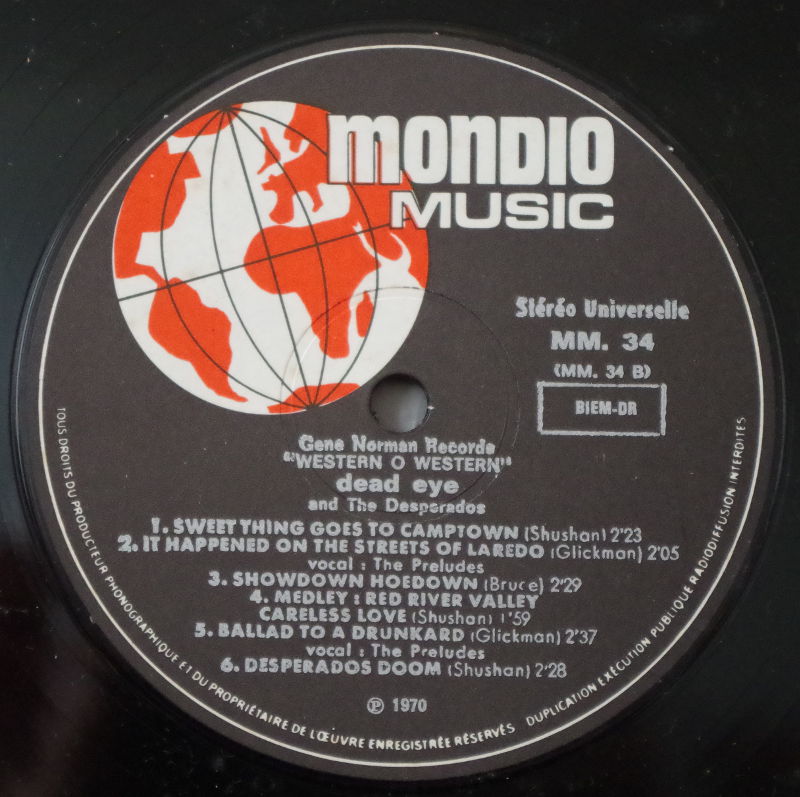 MONDIO
MUSIC
Stéréo Universelle
MM. 34
(MM. 34 B)
BIEM-DR
Gene Norman Records
"WESTERN O WESTERN"
dead eye
and The Desperados
1. SWEET THING GOES TO CAMPTOWN (Shushan) 2'23
2. IT HAPPENED ON THE STREETS OF LAREDO (Glickman) 2'05
vocal : The Preludes
3. SHOWDOWN HOEDOWN (Bruce) 2'29
4. MEDLEY : RED RIVER VALLEY
CARELESS LOVE (Shushan) 1'59
5. BALLAD TO A DRUNKARD (Glickman) 2'37
vocal : The Preludes
6. DESPERADOS DOOM (Shushan) 2'28
℗ 1970
TOUS DROITS DU PRODUCTEUR PHONOGRAPHIQUE ET DU PROPRIÉTAIRE DE L'ŒUVRE ENREGISTRÉE RÉSERVÉS DUPLICATION EXÉCUTION PUBLIQUE RADIODIFFUSION INTERDITES